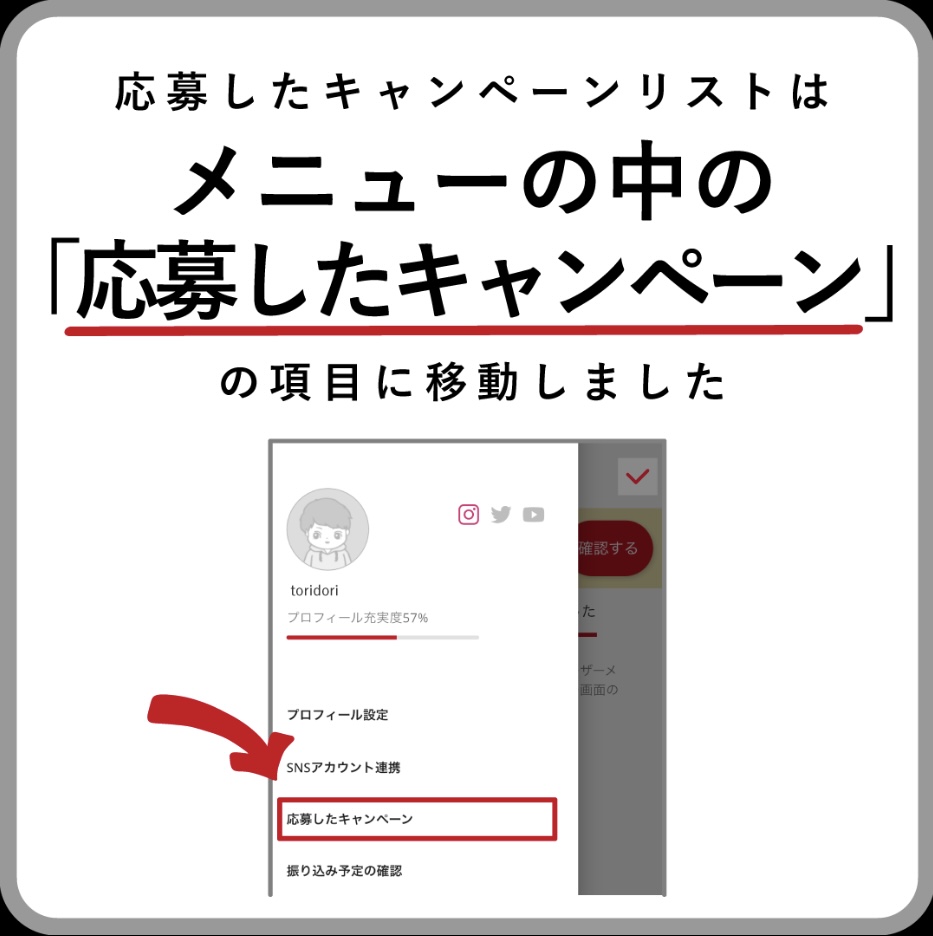 応募したキャンペーンリストは
メニューの中の
「応募したキャンペーン」
の項目に移動しました
確認する
toridori
した
プロフィール充実度57%
ザーメ
画面の
プロフィール設定
SNSアカウント連携
応募したキャンペーン
振り込み予定の確認